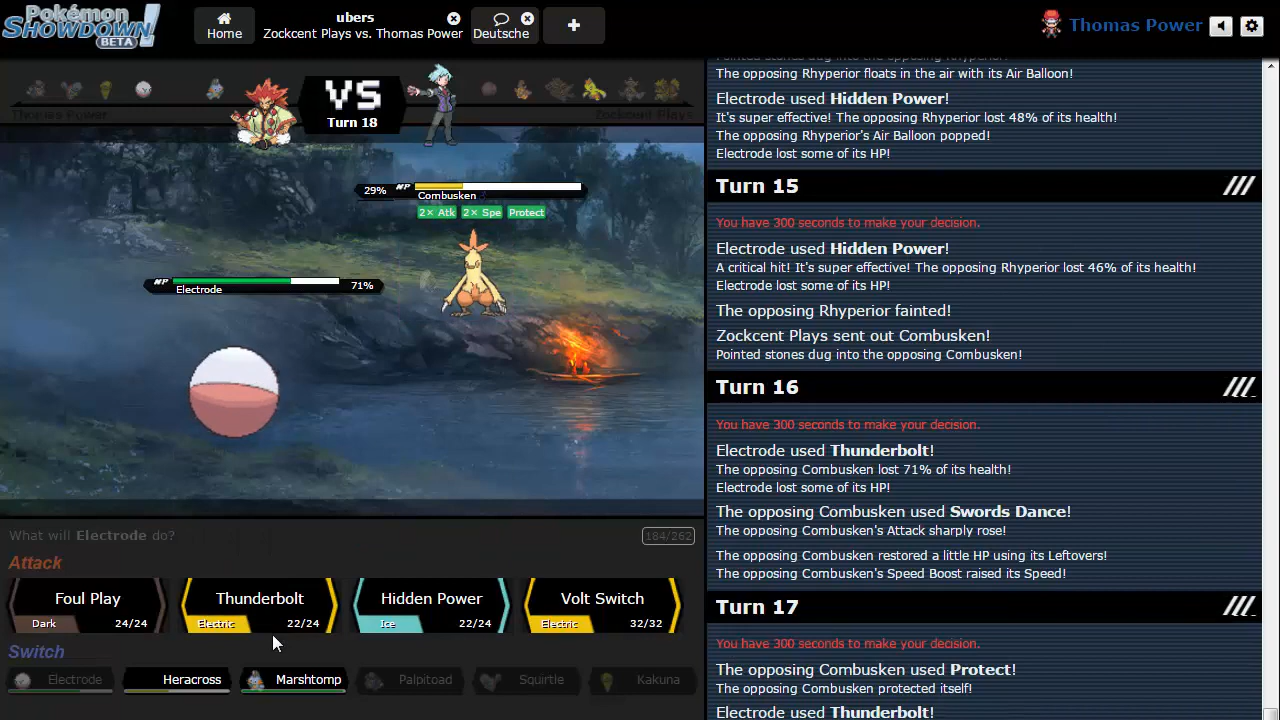 Pokémon
SHOWDOWN!
BETA
Home
ubers
Zockcent Plays vs. Thomas Power
Deutsche
+
Thomas Power
Thomas Power
VS
Turn 18
Zockcent Plays
29%
Combusken
2× Atk
2× Spe
Protect
Electrode
71%
The opposing Rhyperior floats in the air with its Air Balloon!
Electrode used Hidden Power!
It's super effective! The opposing Rhyperior lost 48% of its health!
The opposing Rhyperior's Air Balloon popped!
Electrode lost some of its HP!
Turn 15
You have 300 seconds to make your decision.
Electrode used Hidden Power!
A critical hit! It's super effective! The opposing Rhyperior lost 46% of its health!
Electrode lost some of its HP!
The opposing Rhyperior fainted!
Zockcent Plays sent out Combusken!
Pointed stones dug into the opposing Combusken!
Turn 16
You have 300 seconds to make your decision.
Electrode used Thunderbolt!
The opposing Combusken lost 71% of its health!
Electrode lost some of its HP!
The opposing Combusken used Swords Dance!
The opposing Combusken's Attack sharply rose!
The opposing Combusken restored a little HP using its Leftovers!
The opposing Combusken's Speed Boost raised its Speed!
Turn 17
You have 300 seconds to make your decision.
The opposing Combusken used Protect!
The opposing Combusken protected itself!
Electrode used Thunderbolt!
What will Electrode do?
184/262
Attack
Foul Play
Dark 24/24
Thunderbolt
Electric 22/24
Hidden Power
Ice 22/24
Volt Switch
Electric 32/32
Switch
Electrode
Heracross
Marshtomp
Palpitoad
Squirtle
Kakuna